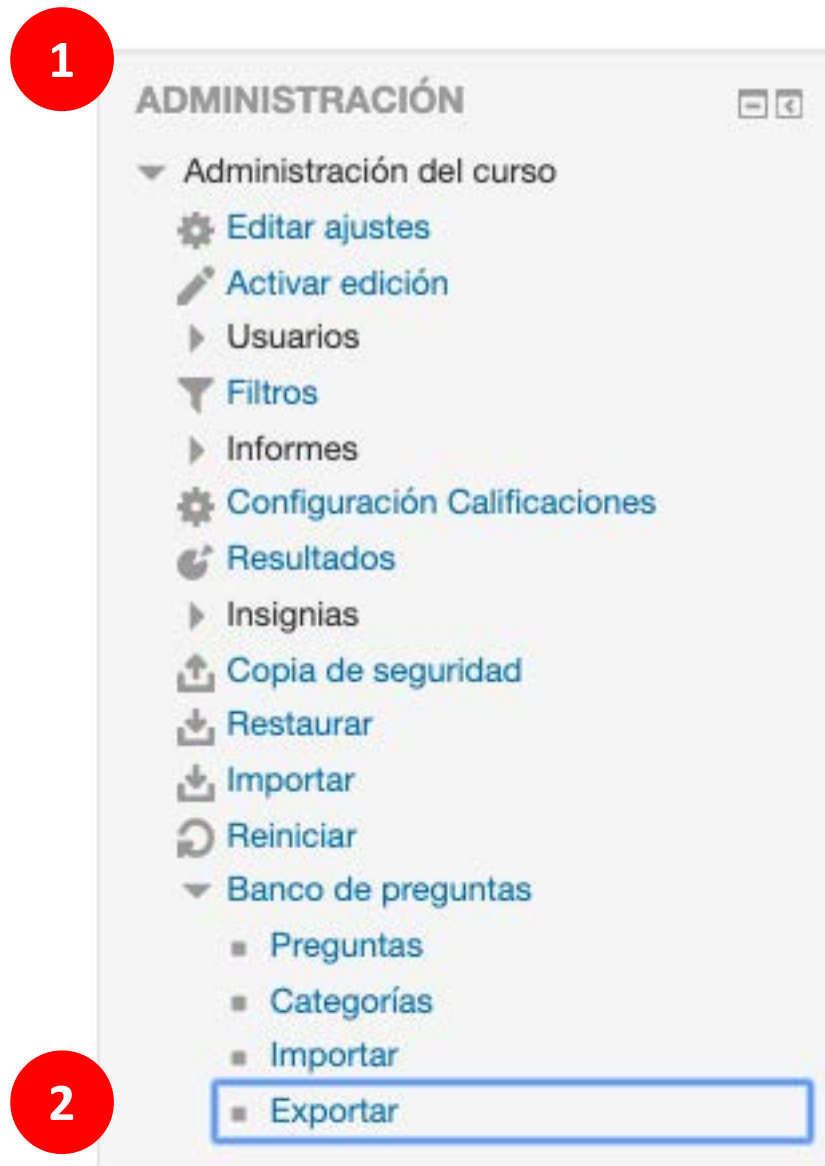 1
ADMINISTRACIÓN
Administración del curso
Editar ajustes
Activar edición
Usuarios
Filtros
Informes
Configuración Calificaciones
Resultados
Insignias
Copia de seguridad
Restaurar
Importar
Reiniciar
Banco de preguntas
Preguntas
Categorías
Importar
2
Exportar